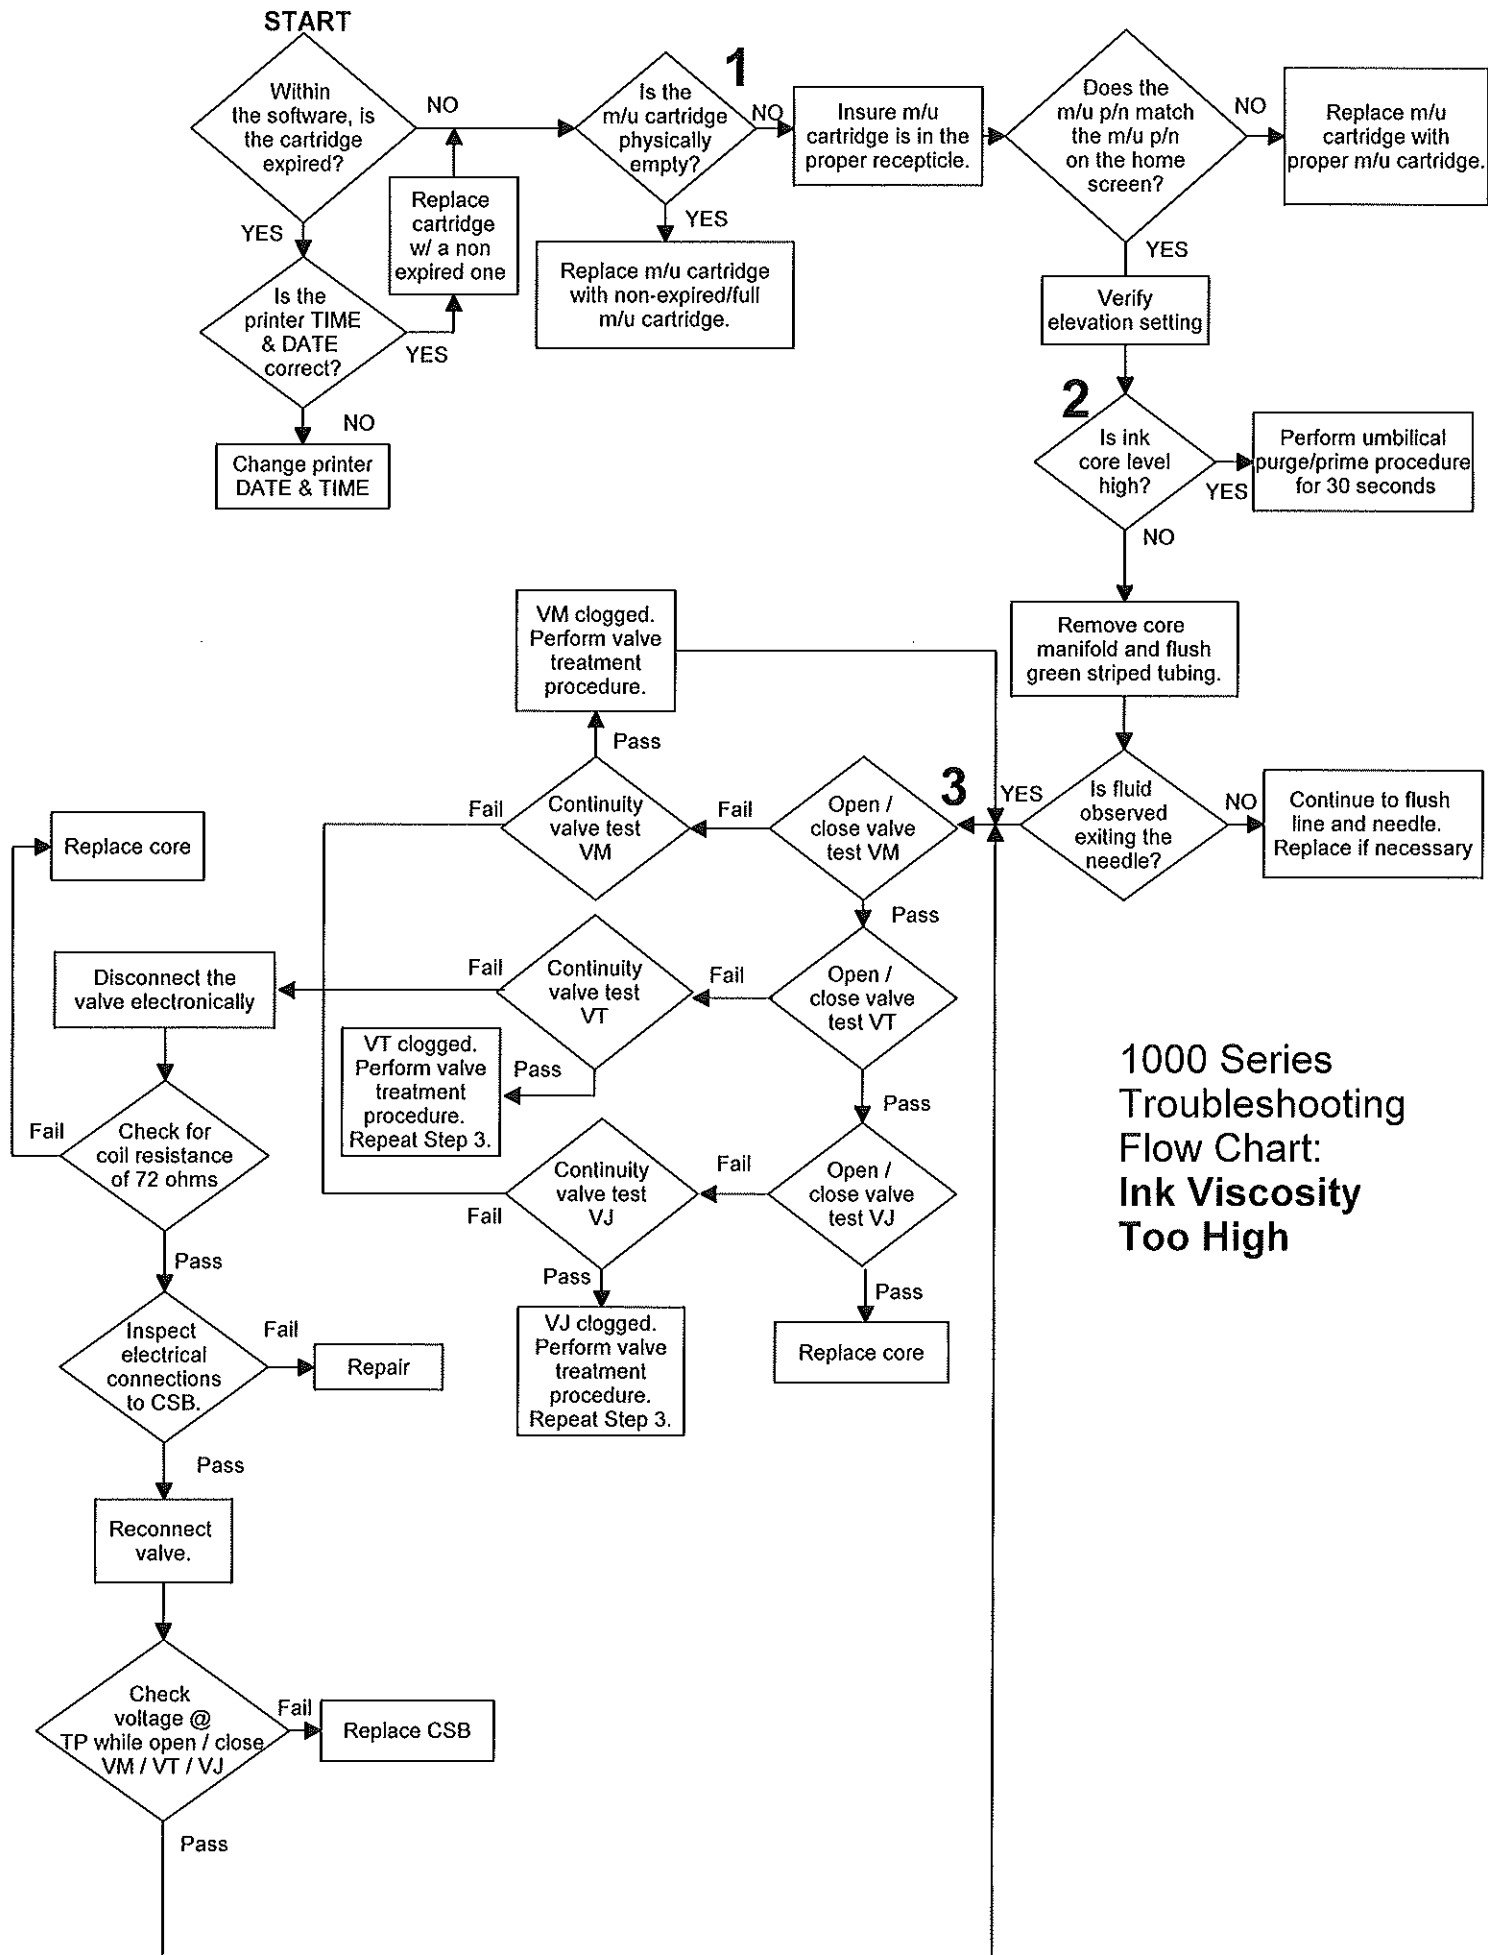 START
Within
the software, is
the cartridge
expired?
NO
YES
Is the
printer TIME
& DATE
correct?
YES
NO
Change printer
DATE & TIME
Replace
cartridge
w/ a non
expired one
1
Is the
m/u cartridge
physically
empty?
NO
YES
Replace m/u cartridge
with non-expired/full
m/u cartridge.
Insure m/u
cartridge is in the
proper recepticle.
Does the
m/u p/n match
the m/u p/n
on the home
screen?
NO
Replace m/u
cartridge with
proper m/u cartridge.
YES
Verify
elevation setting
2
Is ink
core level
high?
YES
Perform umbilical
purge/prime procedure
for 30 seconds
NO
Remove core
manifold and flush
green striped tubing.
Is fluid
observed
exiting the
needle?
NO
Continue to flush
line and needle.
Replace if necessary
YES
3
Open /
close valve
test VM
Fail
Continuity
valve test
VM
Pass
VM clogged.
Perform valve
treatment
procedure.
Fail
Pass
Open /
close valve
test VT
Fail
Continuity
valve test
VT
Fail
Pass
VT clogged.
Perform valve
treatment
procedure.
Repeat Step 3.
Pass
Open /
close valve
test VJ
Fail
Continuity
valve test
VJ
Fail
Pass
VJ clogged.
Perform valve
treatment
procedure.
Repeat Step 3.
Pass
Replace core
Replace core
Disconnect the
valve electronically
Fail
Check for
coil resistance
of 72 ohms
Pass
Inspect
electrical
connections
to CSB.
Fail
Repair
Pass
Reconnect
valve.
Check
voltage @
TP while open / close
VM / VT / VJ
Fail
Replace CSB
Pass
1000 Series
Troubleshooting
Flow Chart:
Ink Viscosity
Too High